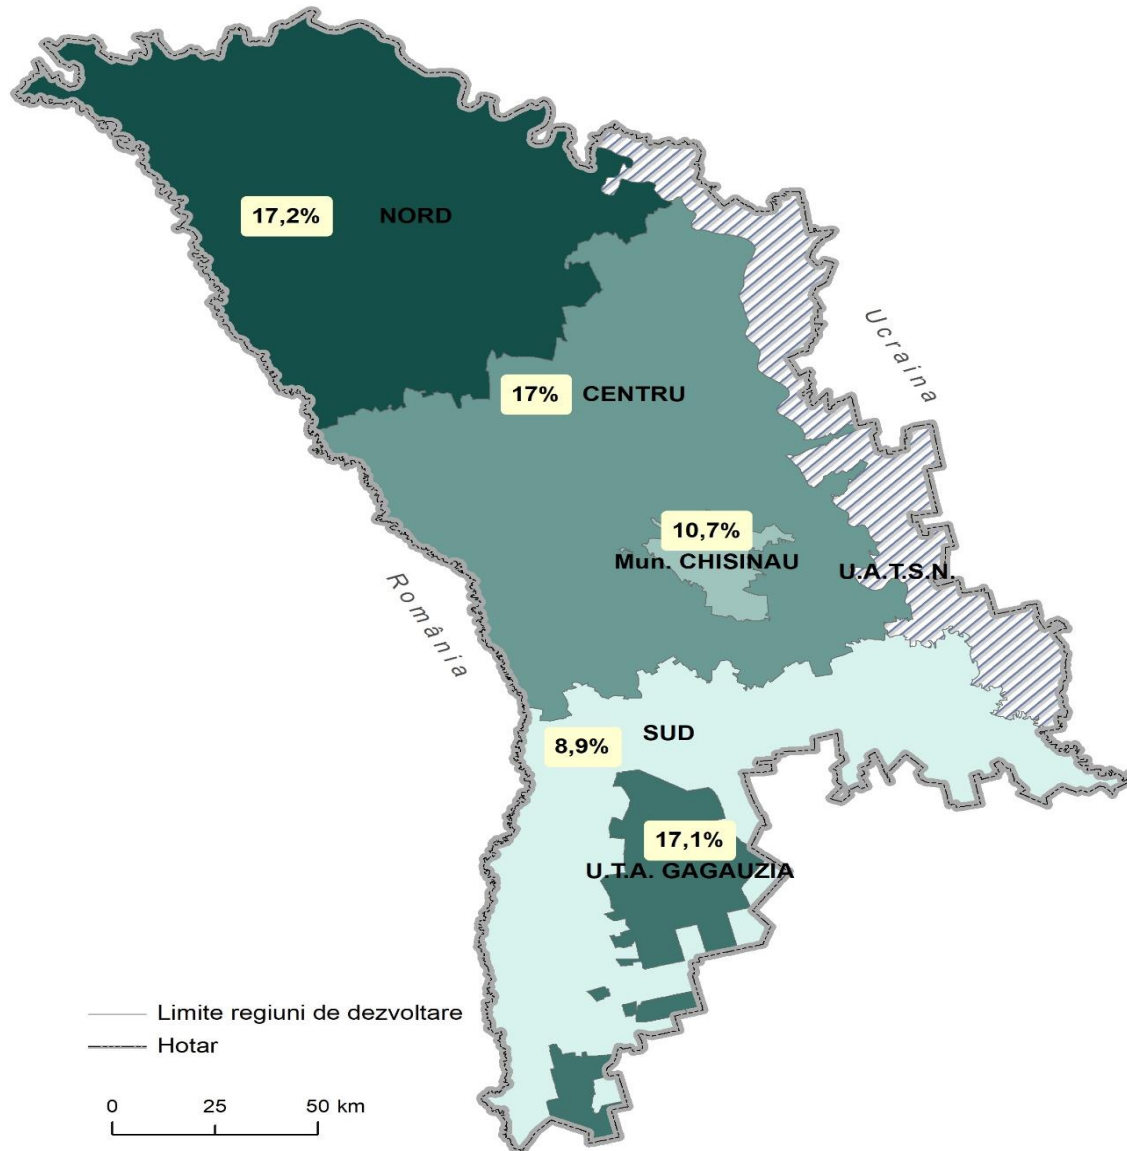 17,2% NORD
Ucraina
17% CENTRU
10,7%
Mun. CHISINAU
U.A.T.S.N.
România
SUD
8,9%
17,1%
U.T.A. GAGAUZIA
Limite regiuni de dezvoltare
Hotar
0 25 50 km